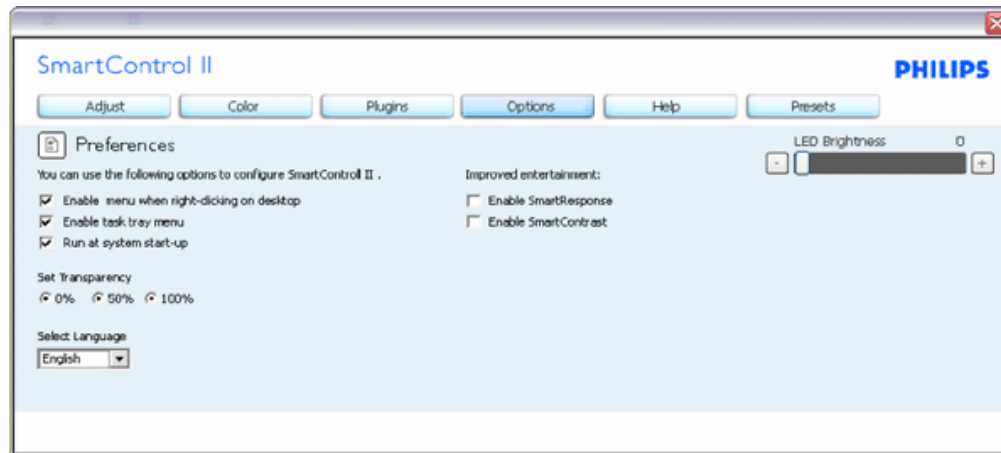 SmartControl II
PHILIPS
Adjust
Color
Plugins
Options
Help
Presets
Preferences
LED Brightness 0
- +
You can use the following options to configure SmartControl II .
Enable menu when right-clicking on desktop
Enable task tray menu
Run at system start-up
Improved entertainment:
Enable SmartResponse
Enable SmartContrast
Set Transparency
0% 50% 100%
Select Language
English